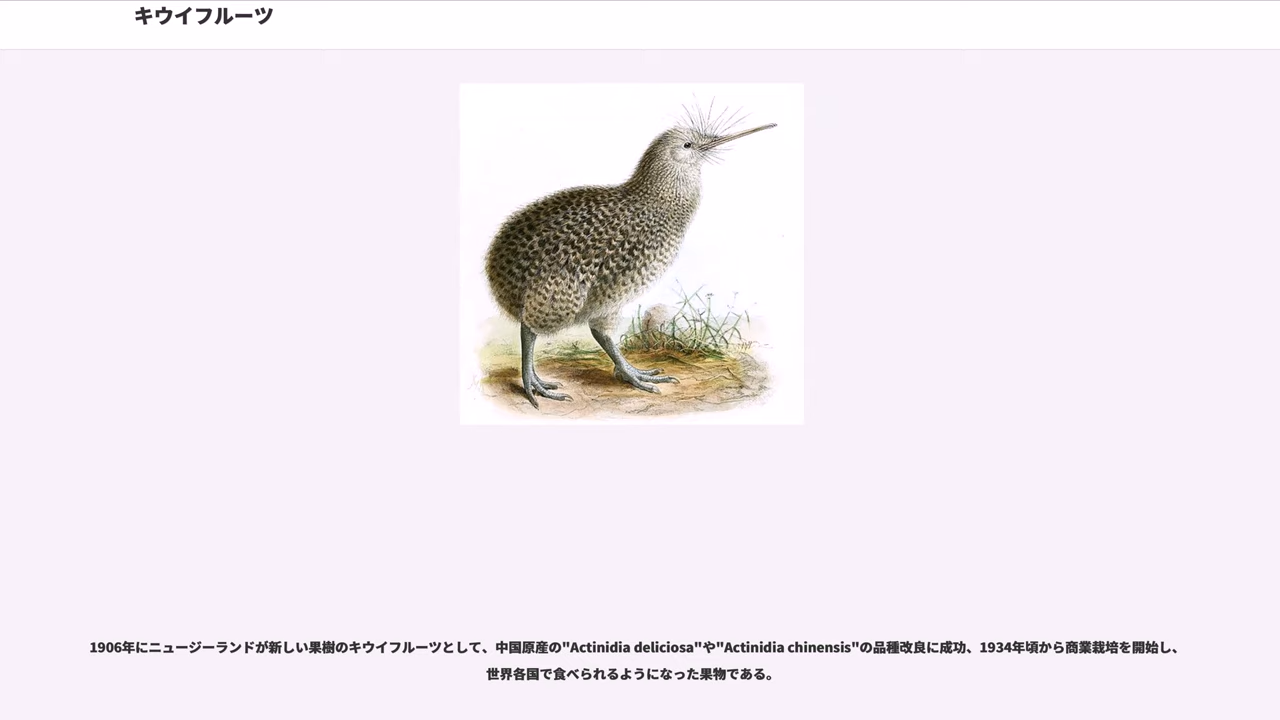 キウイフルーツ
1906年にニュージーランドが新しい果樹のキウイフルーツとして、中国原産の"Actinidia deliciosa"や"Actinidia chinensis"の品種改良に成功、1934年頃から商業栽培を開始し、
世界各国で食べられるようになった果物である。